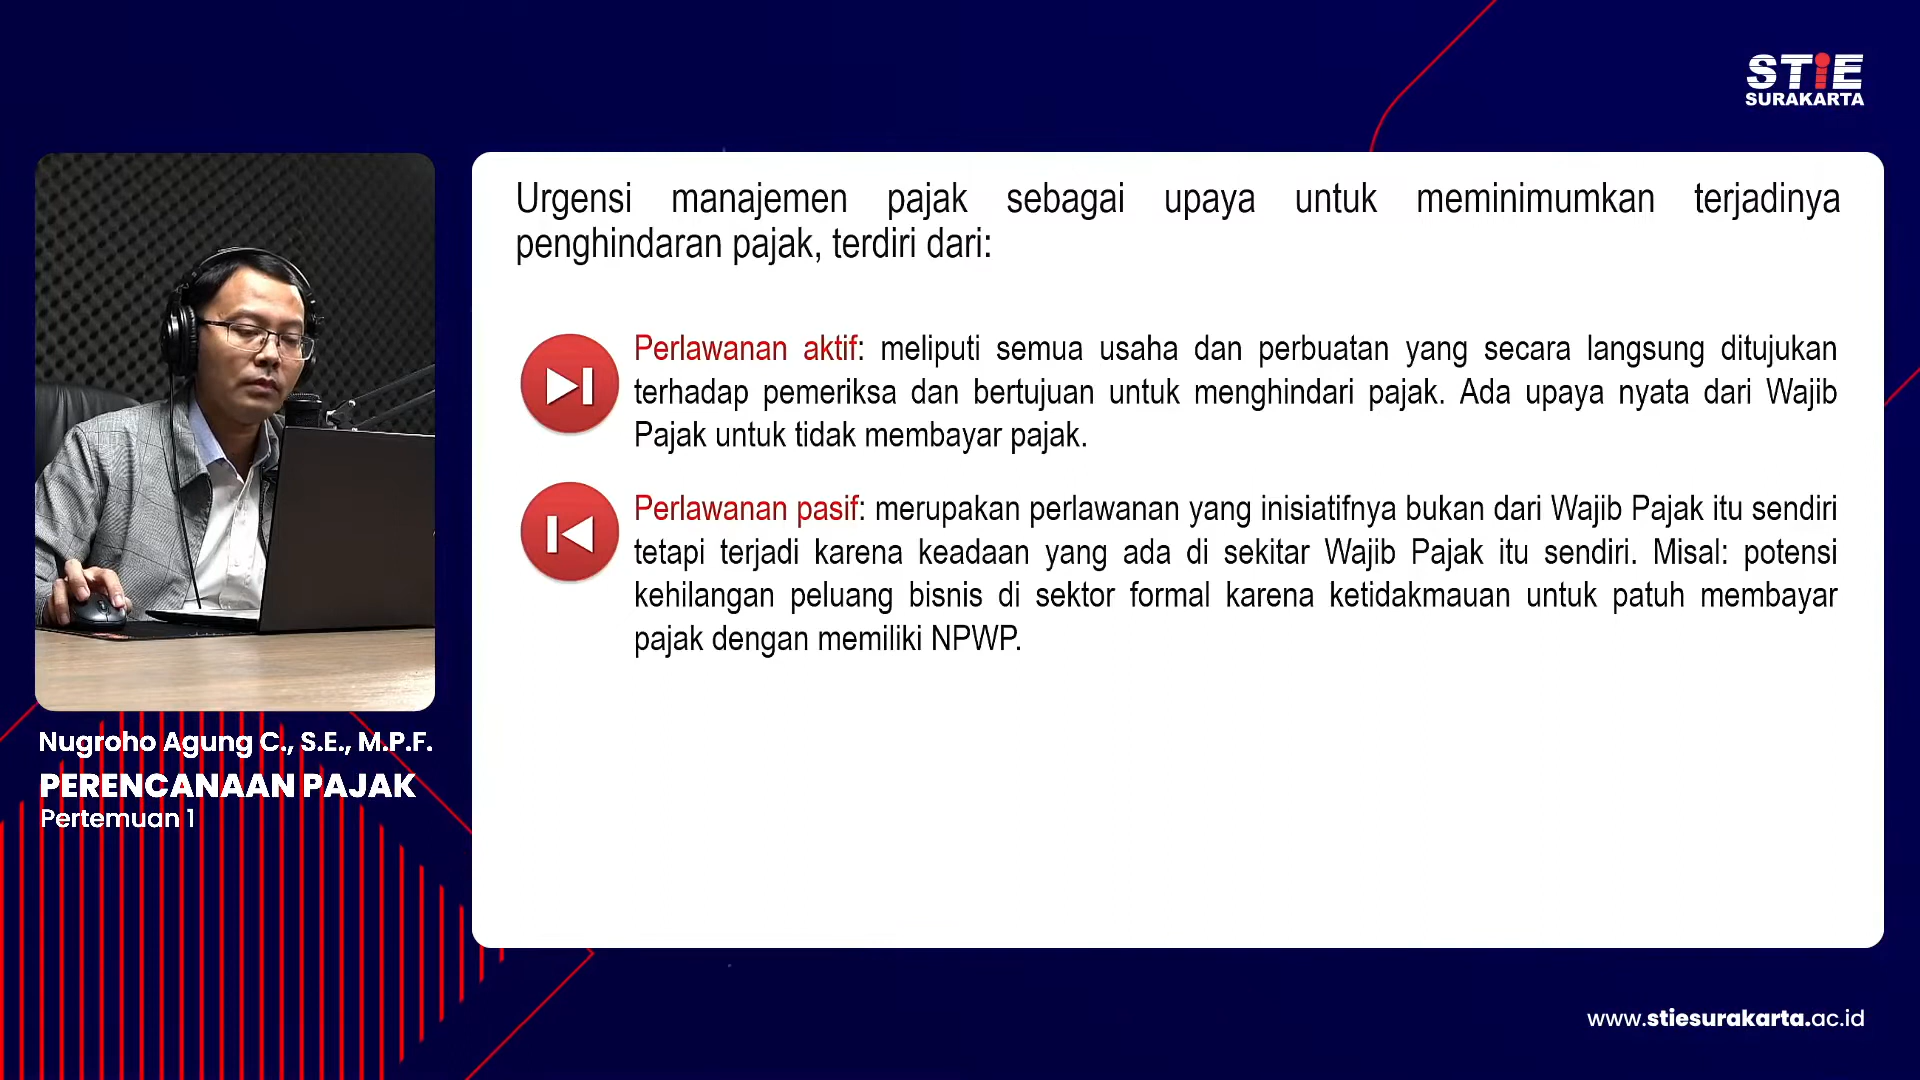 STiE
SURAKARTA
Urgensi manajemen pajak sebagai upaya untuk meminimumkan terjadinya
penghindaran pajak, terdiri dari:
Perlawanan aktif: meliputi semua usaha dan perbuatan yang secara langsung ditujukan
terhadap pemeriksa dan bertujuan untuk menghindari pajak. Ada upaya nyata dari Wajib
Pajak untuk tidak membayar pajak.
Perlawanan pasif: merupakan perlawanan yang inisiatifnya bukan dari Wajib Pajak itu sendiri
tetapi terjadi karena keadaan yang ada di sekitar Wajib Pajak itu sendiri. Misal: potensi
kehilangan peluang bisnis di sektor formal karena ketidakmauan untuk patuh membayar
pajak dengan memiliki NPWP.
Nugroho Agung C., S.E., M.P.F.
PERENCANAAN PAJAK
Pertemuan 1
www.stiesurakarta.ac.id